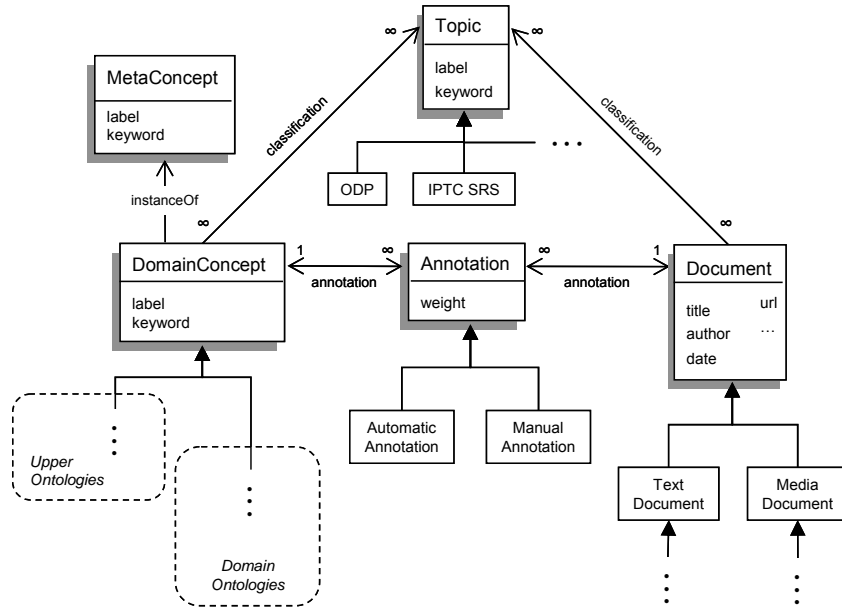 ∞
Topic
∞
label
keyword
MetaConcept
label
keyword
classification
classification
ODP
IPTC SRS
...
instanceOf
∞
∞
DomainConcept
label
keyword
1
∞
annotation
Annotation
weight
∞
1
annotation
Document
title
url
author
...
date
Upper
Ontologies
Domain
Ontologies
Automatic
Annotation
Manual
Annotation
Text
Document
Media
Document